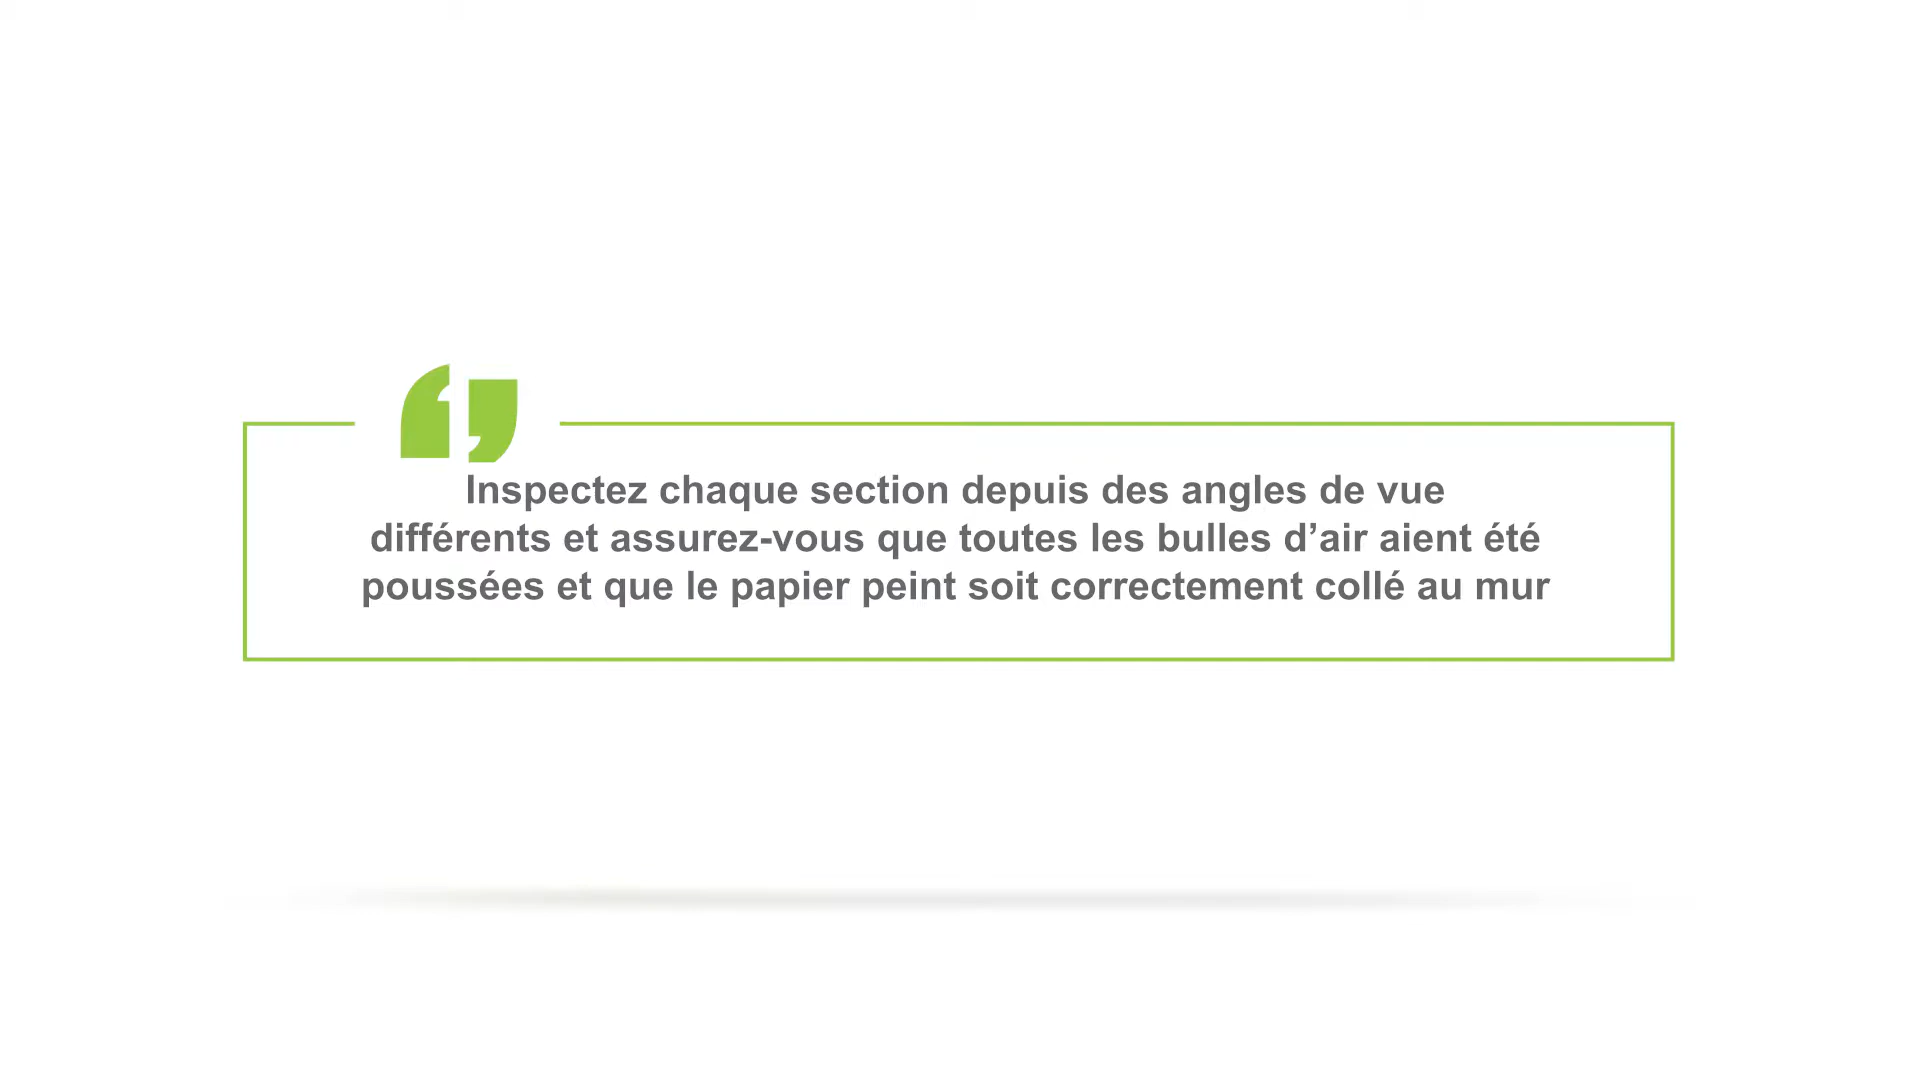 Inspectez chaque section depuis des angles de vue
différents et assurez-vous que toutes les bulles d’air aient été
poussées et que le papier peint soit correctement collé au mur